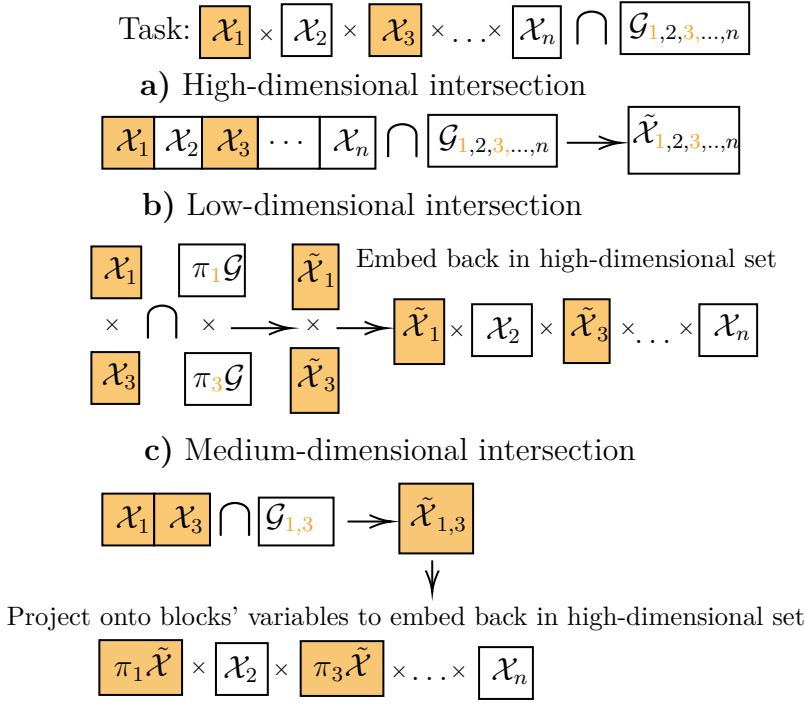 Task: 𝒳₁ × 𝒳₂ × 𝒳₃ × . . . × 𝒳ₙ ⋂ 𝒢₁,₂,₃,...,ₙ
a) High-dimensional intersection
𝒳₁ 𝒳₂ 𝒳₃ · · · 𝒳ₙ ⋂ 𝒢₁,₂,₃,...,ₙ → 𝒳̃₁,₂,₃,..,ₙ
b) Low-dimensional intersection
Embed back in high-dimensional set
𝒳₁ π₁𝒢 𝒳̃₁
× ⋂ × → × → 𝒳̃₁ × 𝒳₂ × 𝒳̃₃ × . . . × 𝒳ₙ
𝒳₃ π₃𝒢 𝒳̃₃
c) Medium-dimensional intersection
𝒳₁ 𝒳₃ ⋂ 𝒢₁,₃ → 𝒳̃₁,₃
Project onto blocks' variables to embed back in high-dimensional set
π₁𝒳̃ × 𝒳₂ × π₃𝒳̃ × . . . × 𝒳ₙ